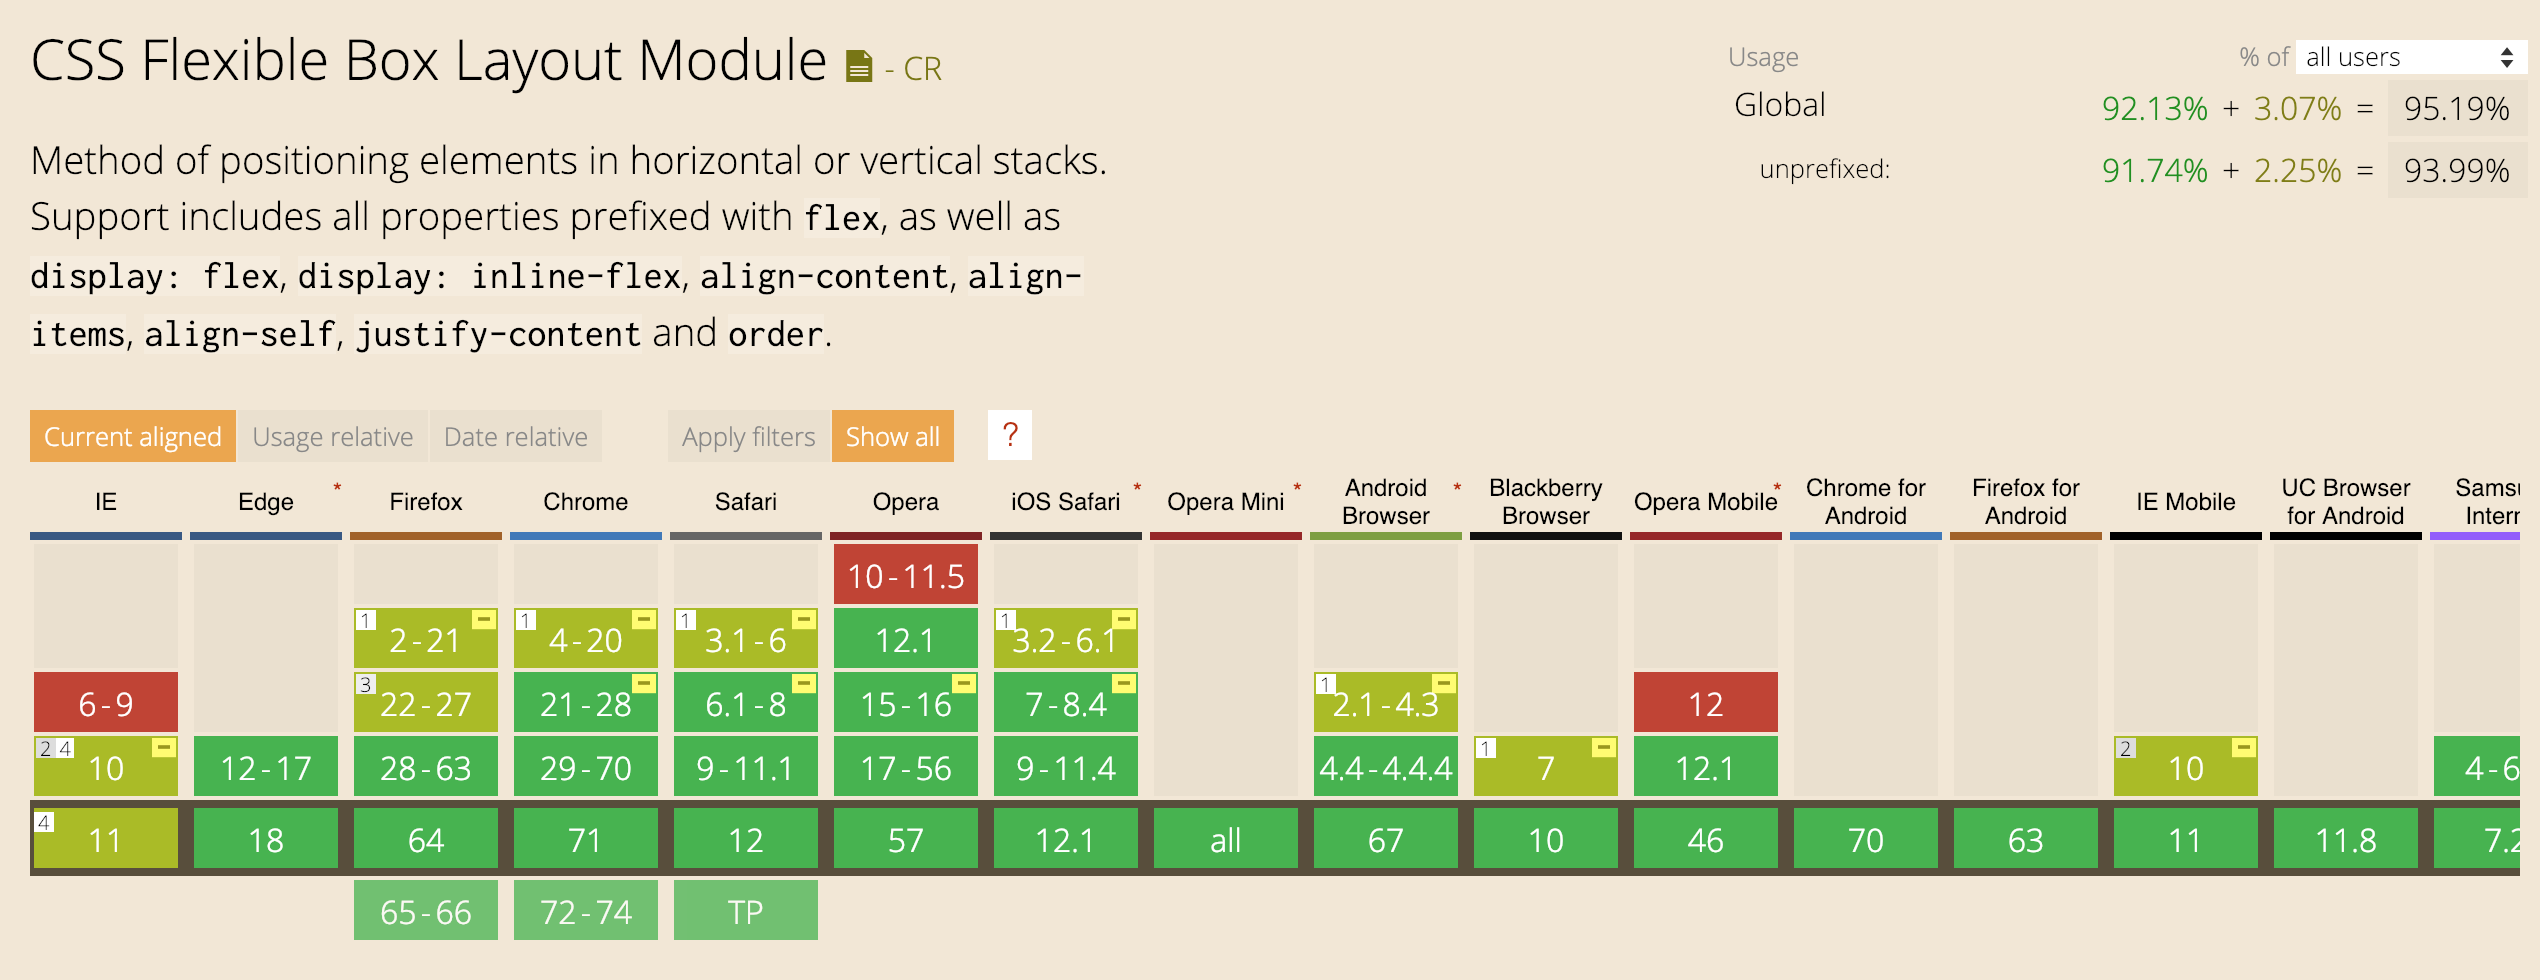 CSS Flexible Box Layout Module - CR
Usage % of all users
Global 92.13% + 3.07% = 95.19%
unprefixed: 91.74% + 2.25% = 93.99%
Method of positioning elements in horizontal or vertical stacks.
Support includes all properties prefixed with flex, as well as
display: flex, display: inline-flex, align-content, align-
items, align-self, justify-content and order.
Current aligned Usage relative Date relative Apply filters Show all ?
IE Edge * Firefox Chrome Safari Opera iOS Safari * Opera Mini * Android Browser * Blackberry Browser Opera Mobile * Chrome for Android Firefox for Android IE Mobile UC Browser for Android
10-11.5
1 2-21 1 4-20 1 3.1-6 12.1 1 3.2-6.1
6-9 3 22-27 21-28 6.1-8 15-16 7-8.4 1 2.1-4.3 12
2 4 10 12-17 28-63 29-70 9-11.1 17-56 9-11.4 4.4-4.4.4 1 7 12.1 2 10 4-6
4 11 18 64 71 12 57 12.1 all 67 10 46 70 63 11 11.8 7.2
65-66 72-74 TP